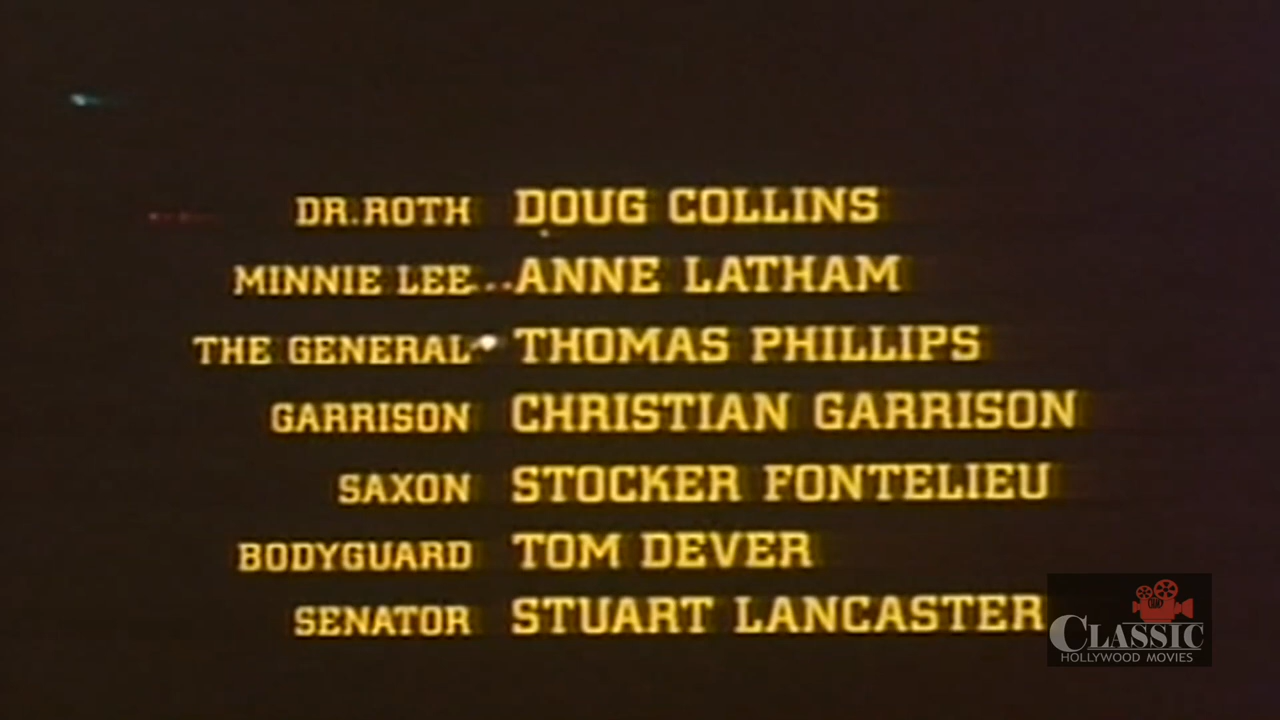 DR.ROTH DOUG COLLINS
MINNIE LEE ANNE LATHAM
THE GENERAL THOMAS PHILLIPS
GARRISON CHRISTIAN GARRISON
SAXON STOCKER FONTELIEU
BODYGUARD TOM DEVER
SENATOR STUART LANCASTER
CLASSIC
HOLLYWOOD MOVIES